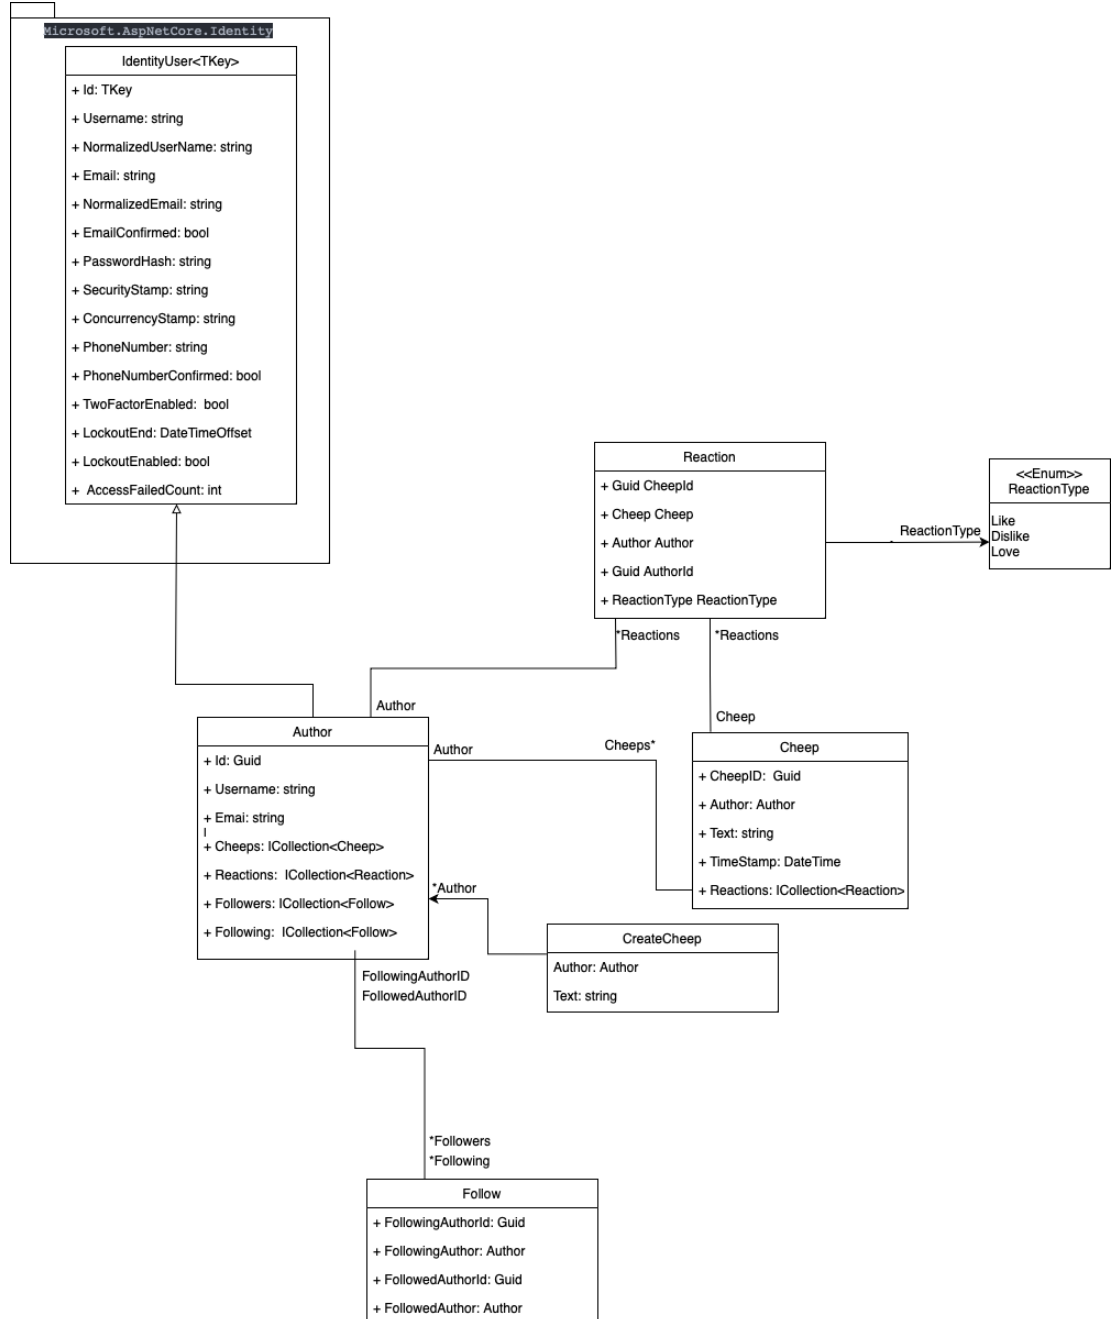 Microsoft.AspNetCore.Identity
IdentityUser<TKey>
+ Id: TKey
+ Username: string
+ NormalizedUserName: string
+ Email: string
+ NormalizedEmail: string
+ EmailConfirmed: bool
+ PasswordHash: string
+ SecurityStamp: string
+ ConcurrencyStamp: string
+ PhoneNumber: string
+ PhoneNumberConfirmed: bool
+ TwoFactorEnabled:  bool
+ LockoutEnd: DateTimeOffset
+ LockoutEnabled: bool
+  AccessFailedCount: int
Reaction
+ Guid CheepId
+ Cheep Cheep
+ Author Author
+ Guid AuthorId
+ ReactionType ReactionType
ReactionType
<<Enum>>
ReactionType
Like
Dislike
Love
*Reactions
*Reactions
Author
Cheep
Author
+ Id: Guid
+ Username: string
+ Emai: string
l
+ Cheeps: ICollection<Cheep>
+ Reactions:  ICollection<Reaction>
+ Followers: ICollection<Follow>
+ Following:  ICollection<Follow>
Author
Cheeps*
Cheep
+ CheepID:  Guid
+ Author: Author
+ Text: string
+ TimeStamp: DateTime
+ Reactions: ICollection<Reaction>
*Author
CreateCheep
Author: Author
Text: string
FollowingAuthorID
FollowedAuthorID
*Followers
*Following
Follow
+ FollowingAuthorId: Guid
+ FollowingAuthor: Author
+ FollowedAuthorId: Guid
+ FollowedAuthor: Author